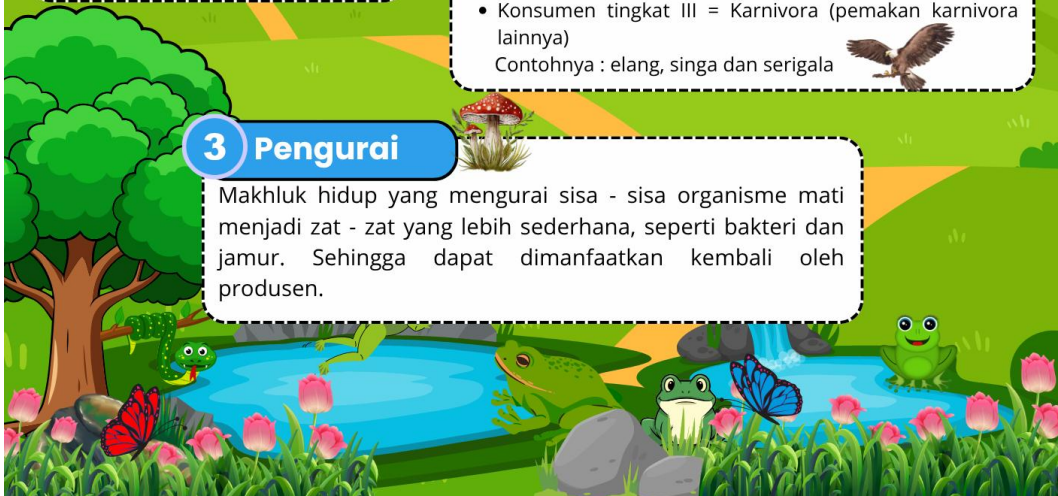 • Konsumen tingkat III = Karnivora (pemakan karnivora
lainnya)
Contohnya : elang, singa dan serigala
3 Pengurai
Makhluk hidup yang mengurai sisa - sisa organisme mati
menjadi zat - zat yang lebih sederhana, seperti bakteri dan
jamur. Sehingga dapat dimanfaatkan kembali oleh
produsen.